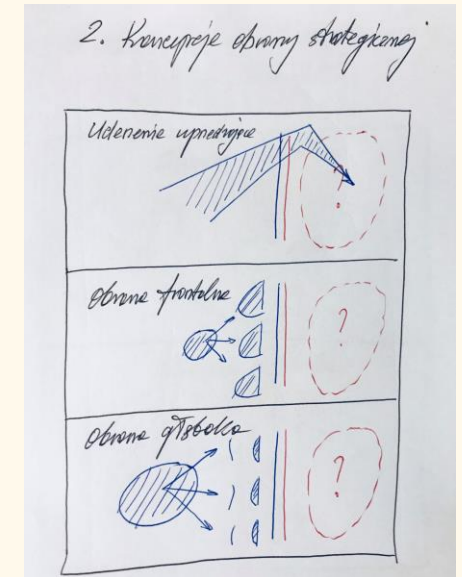 2. Koncepcje obrony strategicznej
Uderzenie uprzedzające
?
Obrona frontalna
?
Obrona głęboka
?